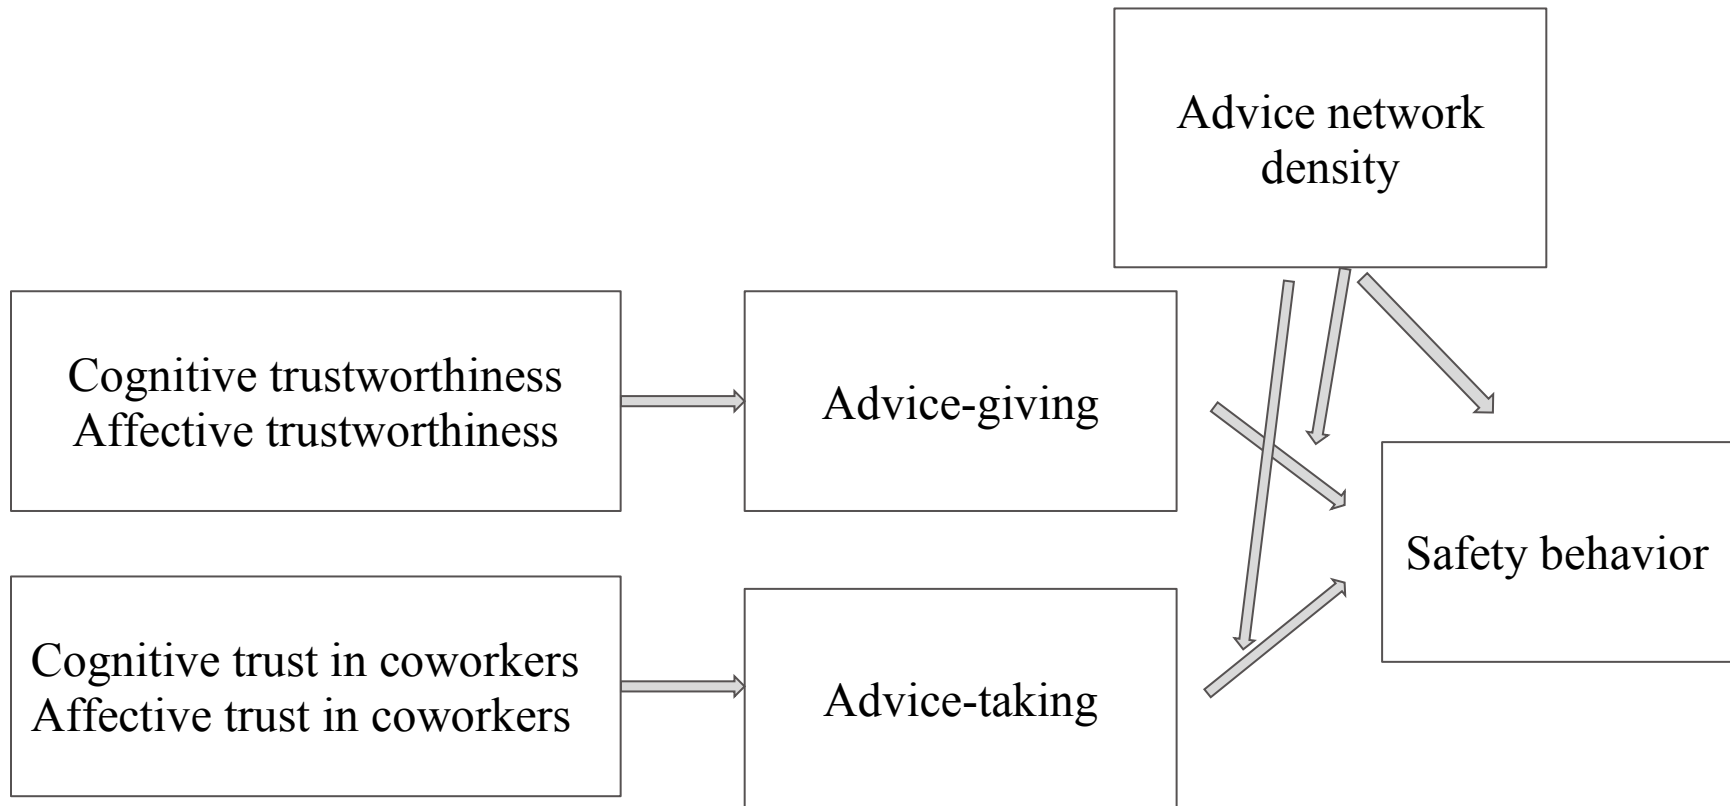 Advice network
density
Cognitive trustworthiness
Affective trustworthiness
Advice-giving
Safety behavior
Cognitive trust in coworkers
Affective trust in coworkers
Advice-taking